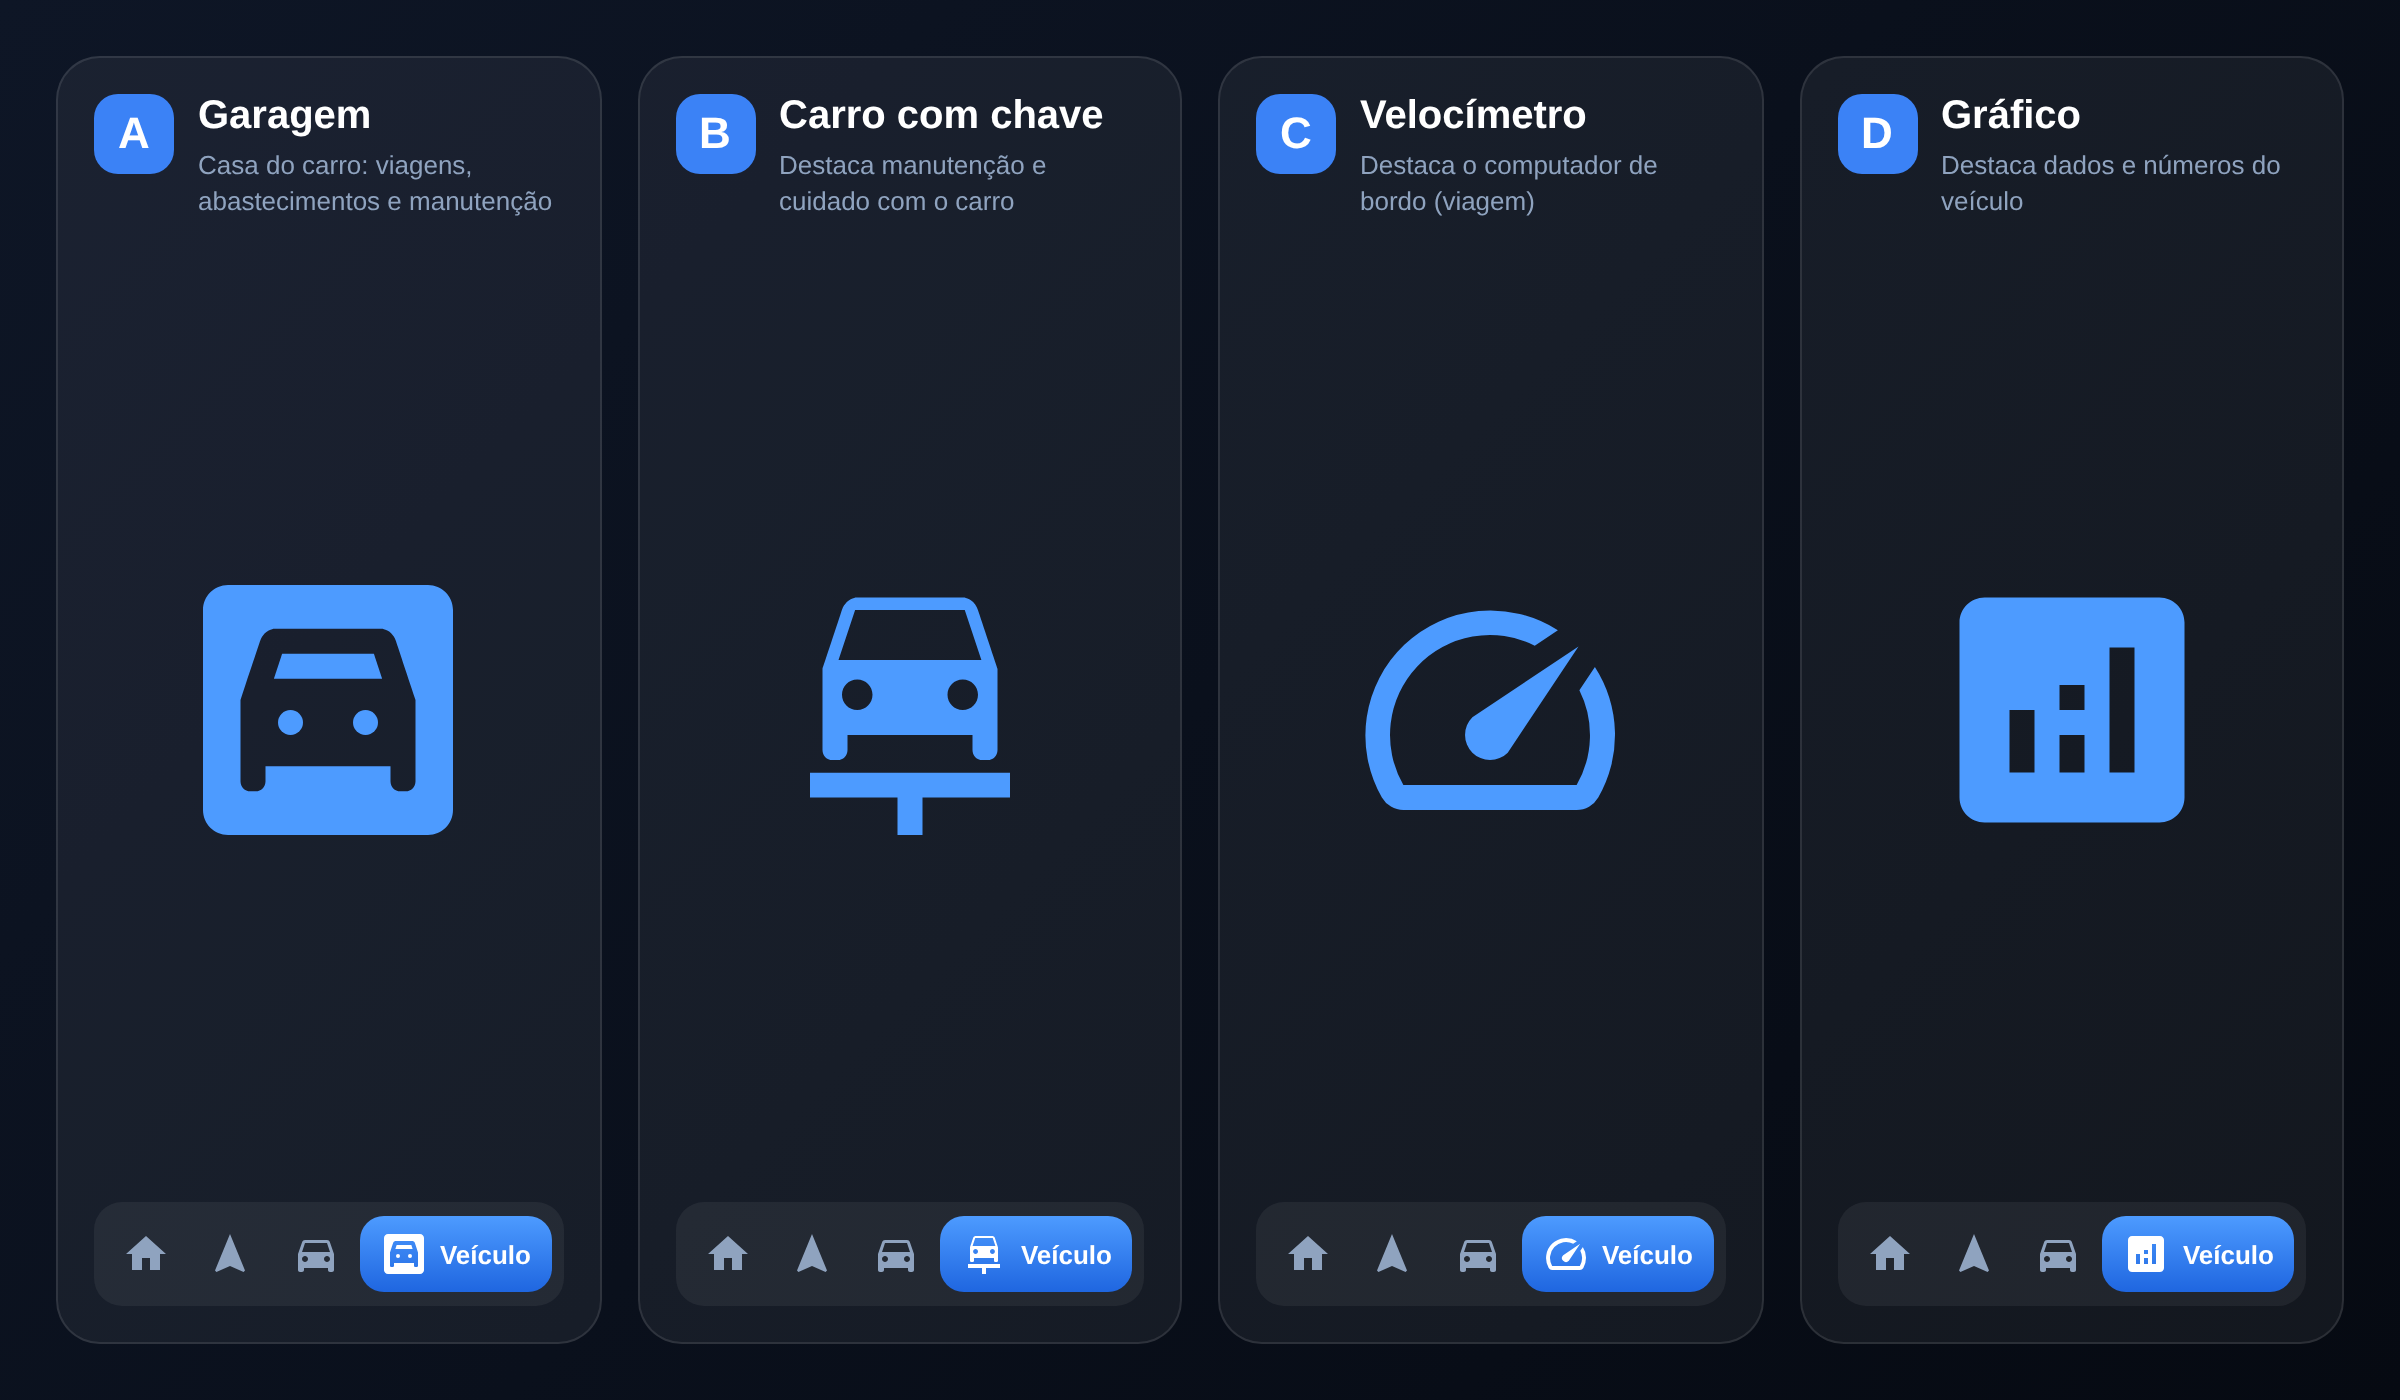 A
Garagem
Casa do carro: viagens,
abastecimentos e manutenção
Veículo
B
Carro com chave
Destaca manutenção e
cuidado com o carro
Veículo
C
Velocímetro
Destaca o computador de
bordo (viagem)
Veículo
D
Gráfico
Destaca dados e números do
veículo
Veículo